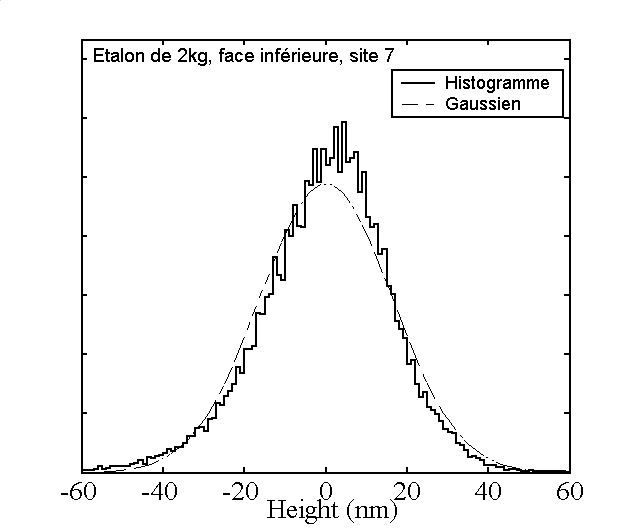 Etalon de 2kg, face inférieure, site 7
Histogramme
Gaussien
-60 -40 -20 0 20 40 60
Height (nm)